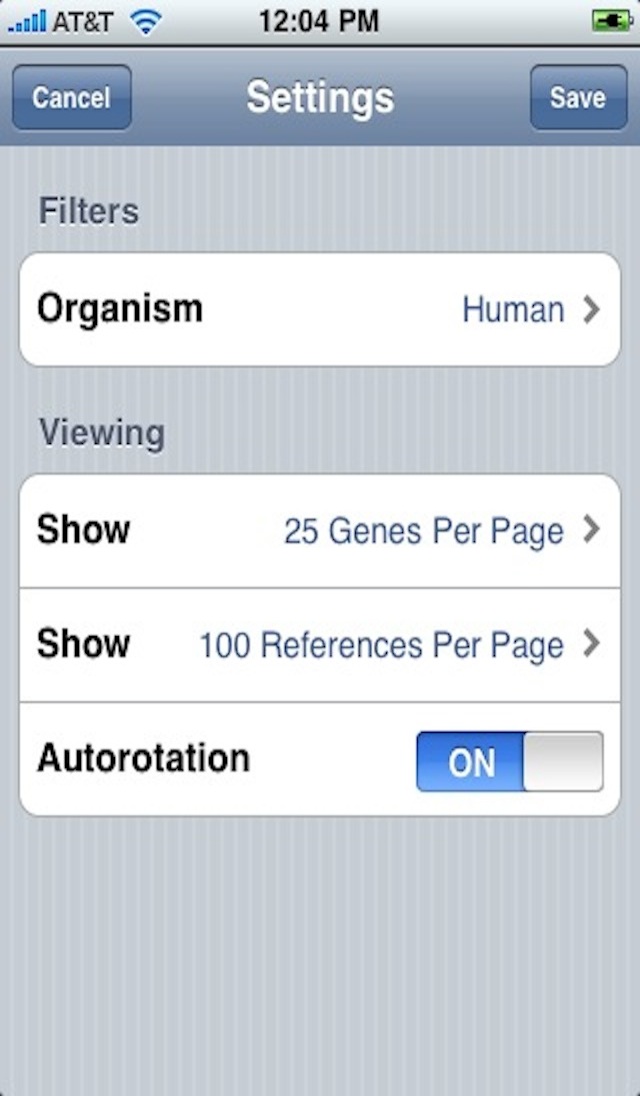 AT&T 12:04 PM
Cancel Settings Save
Filters
Organism Human
Viewing
Show 25 Genes Per Page
Show 100 References Per Page
Autorotation ON